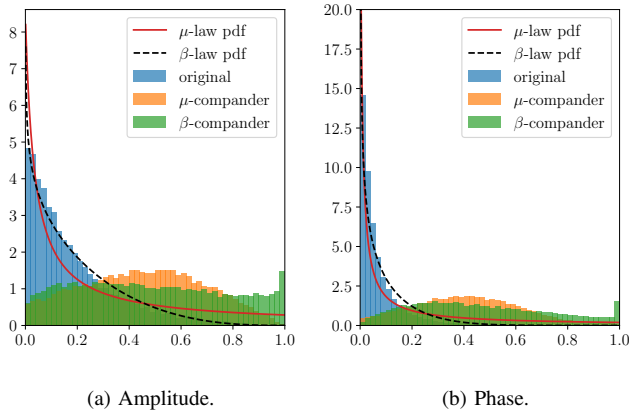 8
7
6
5
4
3
2
1
0
0.0 0.2 0.4 0.6 0.8 1.0
μ-law pdf
β-law pdf
original
μ-compander
β-compander
(a) Amplitude.
20.0
17.5
15.0
12.5
10.0
7.5
5.0
2.5
0.0
0.0 0.2 0.4 0.6 0.8 1.0
μ-law pdf
β-law pdf
original
μ-compander
β-compander
(b) Phase.